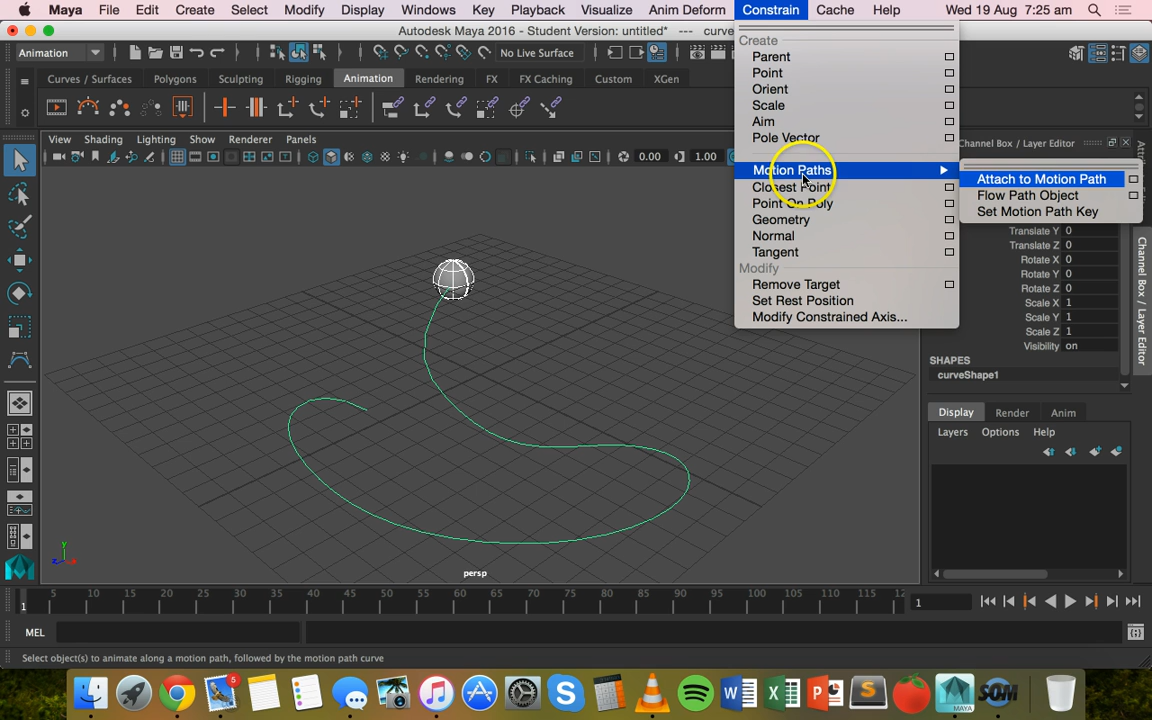 Maya File Edit Create Select Modify Display Windows Key Playback Visualize Anim Deform Constrain Cache Help Wed 19 Aug 7:25 am
Autodesk Maya 2016 - Student Version: untitled* --- curve
Animation No Live Surface
Curves / Surfaces Polygons Sculpting Rigging Animation Rendering FX FX Caching Custom XGen
View Shading Lighting Show Renderer Panels
0.00 1.00
Create
Parent
Point
Orient
Scale
Aim
Pole Vector
Motion Paths
Closest Point
Point On Poly
Geometry
Normal
Tangent
Modify
Remove Target
Set Rest Position
Modify Constrained Axis...
Attach to Motion Path
Flow Path Object
Set Motion Path Key
Channel Box / Layer Editor
Translate Y 0
Translate Z 0
Rotate X 0
Rotate Y 0
Rotate Z 0
Scale X 1
Scale Y 1
Scale Z 1
Visibility on
SHAPES
curveShape1
Channel Box / Layer Editor
Display Render Anim
Layers Options Help
y
z x
persp
1 5 10 15 20 25 30 35 40 45 50 55 60 65 70 75 80 85 90 95 100 105 110 115 12 1
MEL
Select object(s) to animate along a motion path, followed by the motion path curve
5
MAYA
SOM